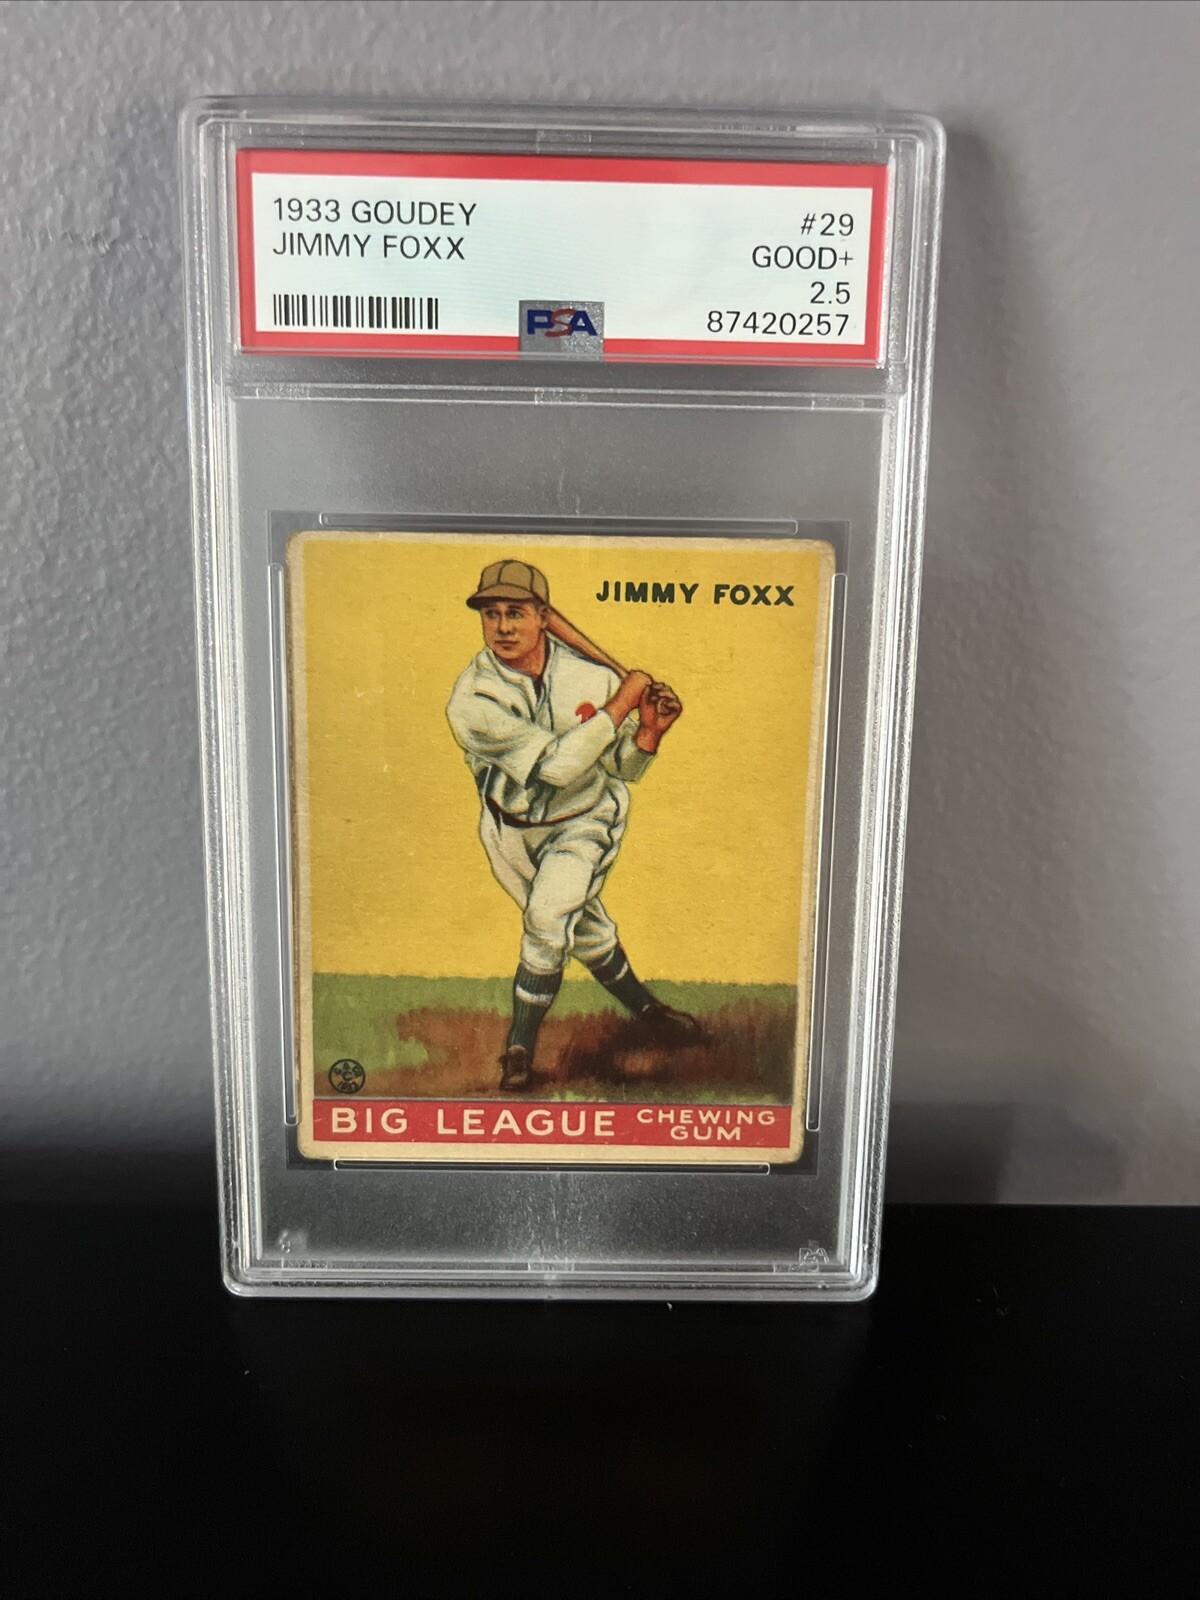 1933 GOUDEY
JIMMY FOXX
#29
GOOD+
2.5
87420257
PSA
JIMMY FOXX
BIG LEAGUE
CHEWING
GUM